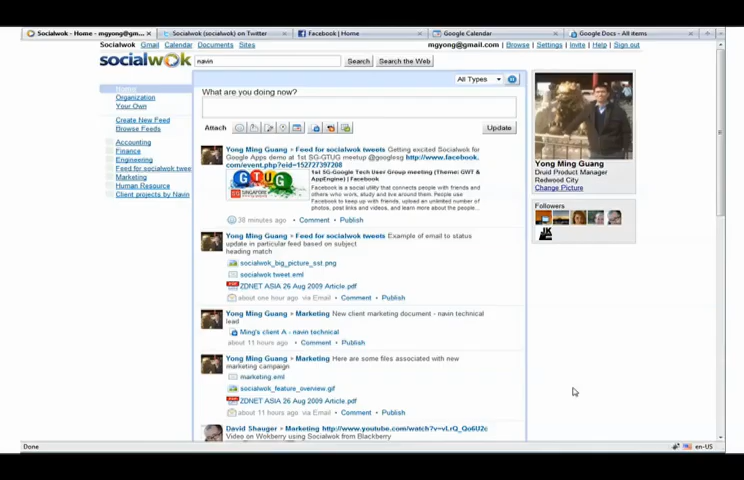 Socialwok - Home - mgyong@gm...
Socialwok (socialwok) on Twitter
Facebook | Home
Google Calendar
Google Docs - All items
Socialwok Gmail Calendar Documents Sites
mgyong@gmail.com | Browse | Settings | Invite | Help | Sign out
socialwok
navin
Search
Search the Web
All Types
Home
Organization
Your Own
Create New Feed
Browse Feeds
Accounting
Finance
Engineering
Feed for socialwok twee
Marketing
Human Resource
Client projects by Navin
What are you doing now?
Attach
Update
Yong Ming Guang » Feed for socialwok tweets Getting excited Socialwok for
Google Apps demo at 1st SG-GTUG meetup @googlesg http://www.facebook.
com/event.php?eid=152727397208
GTUG
SINGAPORE
1st SG-Google Tech User Group meeting (Theme: GWT &
AppEngine) | Facebook
Facebook is a social utility that connects people with friends and
others who work, study and live around them. People use
Facebook to keep up with friends, upload an unlimited number of
photos, post links and videos, and learn more about the people
38 minutes ago • Comment • Publish
Yong Ming Guang » Feed for socialwok tweets Example of email to status
update in particular feed based on subject
heading match
socialwok_big_picture_sst.png
socialwok tweet.eml
ZDNET ASIA 26 Aug 2009 Article.pdf
about one hour ago via Email • Comment • Publish
Yong Ming Guang » Marketing New client marketing document - navin technical
lead
Ming's client A - navin technical
about 11 hours ago • Comment • Publish
Yong Ming Guang » Marketing Here are some files associated with new
marketing campaign
marketing.eml
socialwok_feature_overview.gif
ZDNET ASIA 26 Aug 2009 Article.pdf
about 11 hours ago via Email • Comment • Publish
David Shauger » Marketing http://www.youtube.com/watch?v=vLrQ_Qo6U2c
Video on Wokberry using Socialwok from Blackberry
Yong Ming Guang
Druid Product Manager
Redwood City
Change Picture
Followers
JK
Done
en-US